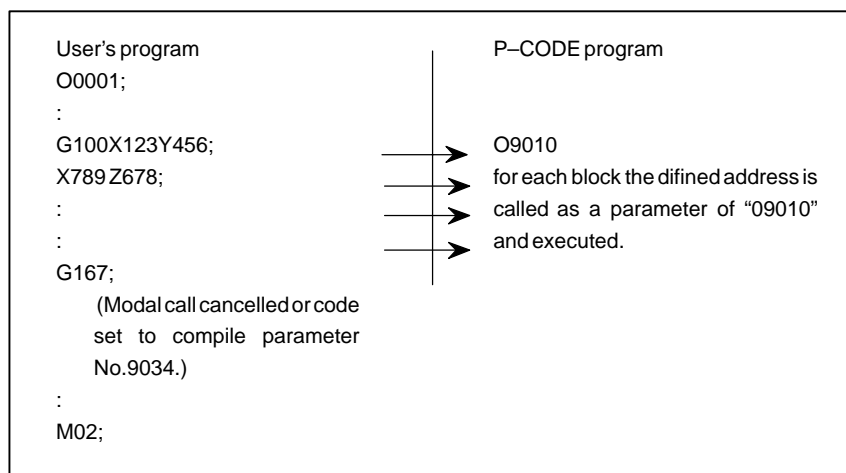 User's program
O0001;
:
G100X123Y456;
X789 Z678;
:
:
G167;
(Modal call cancelled or code
set to compile parameter
No.9034.)
:
M02;
P–CODE program
O9010
for each block the difined address is
called as a parameter of “09010”
and executed.